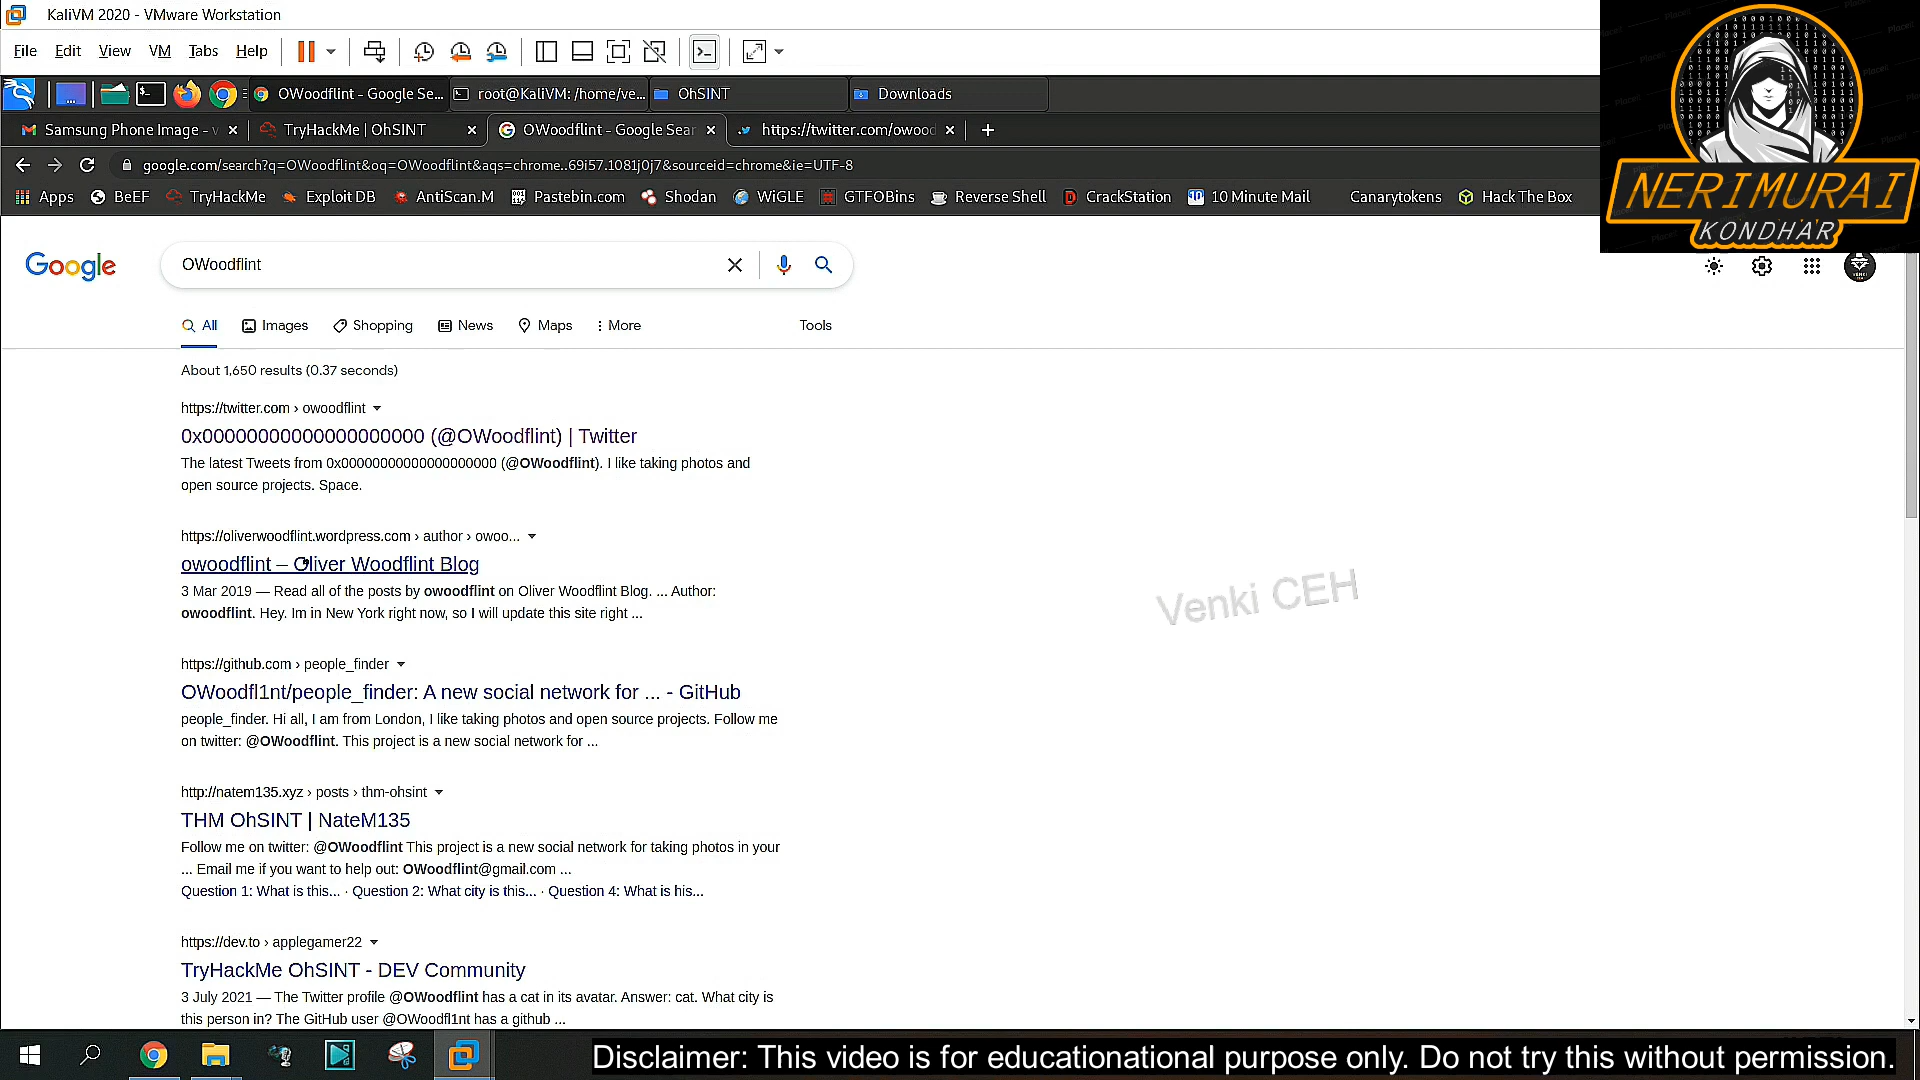 KaliVM 2020 - VMware Workstation
File Edit View VM Tabs Help
OWoodflint - Google Se... root@KaliVM: /home/ve... OhSINT Downloads
Samsung Phone Image - v TryHackMe | OhSINT OWoodflint - Google Sear https://twitter.com/owood
google.com/search?q=OWoodflint&oq=OWoodflint&aqs=chrome..69i57.1081j0j7&sourceid=chrome&ie=UTF-8
Apps BeEF TryHackMe Exploit DB AntiScan.M Pastebin.com Shodan WiGLE GTFOBins Reverse Shell CrackStation 10 Minute Mail Canarytokens Hack The Box
NERIMURAI
KONDHAR
Google OWoodflint
All Images Shopping News Maps More Tools
About 1,650 results (0.37 seconds)
https://twitter.com › owoodflint
0x00000000000000000000 (@OWoodflint) | Twitter
The latest Tweets from 0x00000000000000000000 (@OWoodflint). I like taking photos and
open source projects. Space.
https://oliverwoodflint.wordpress.com › author › owoo...
owoodflint – Oliver Woodflint Blog
3 Mar 2019 — Read all of the posts by owoodflint on Oliver Woodflint Blog. ... Author:
owoodflint. Hey. Im in New York right now, so I will update this site right ...
Venki CEH
https://github.com › people_finder
OWoodfl1nt/people_finder: A new social network for ... - GitHub
people_finder. Hi all, I am from London, I like taking photos and open source projects. Follow me
on twitter: @OWoodflint. This project is a new social network for ...
http://natem135.xyz › posts › thm-ohsint
THM OhSINT | NateM135
Follow me on twitter: @OWoodflint This project is a new social network for taking photos in your
... Email me if you want to help out: OWoodflint@gmail.com ...
Question 1: What is this... · Question 2: What city is this... · Question 4: What is his...
https://dev.to › applegamer22
TryHackMe OhSINT - DEV Community
3 July 2021 — The Twitter profile @OWoodflint has a cat in its avatar. Answer: cat. What city is
this person in? The GitHub user @OWoodfl1nt has a github ...
Disclaimer: This video is for educationational purpose only. Do not try this without permission.